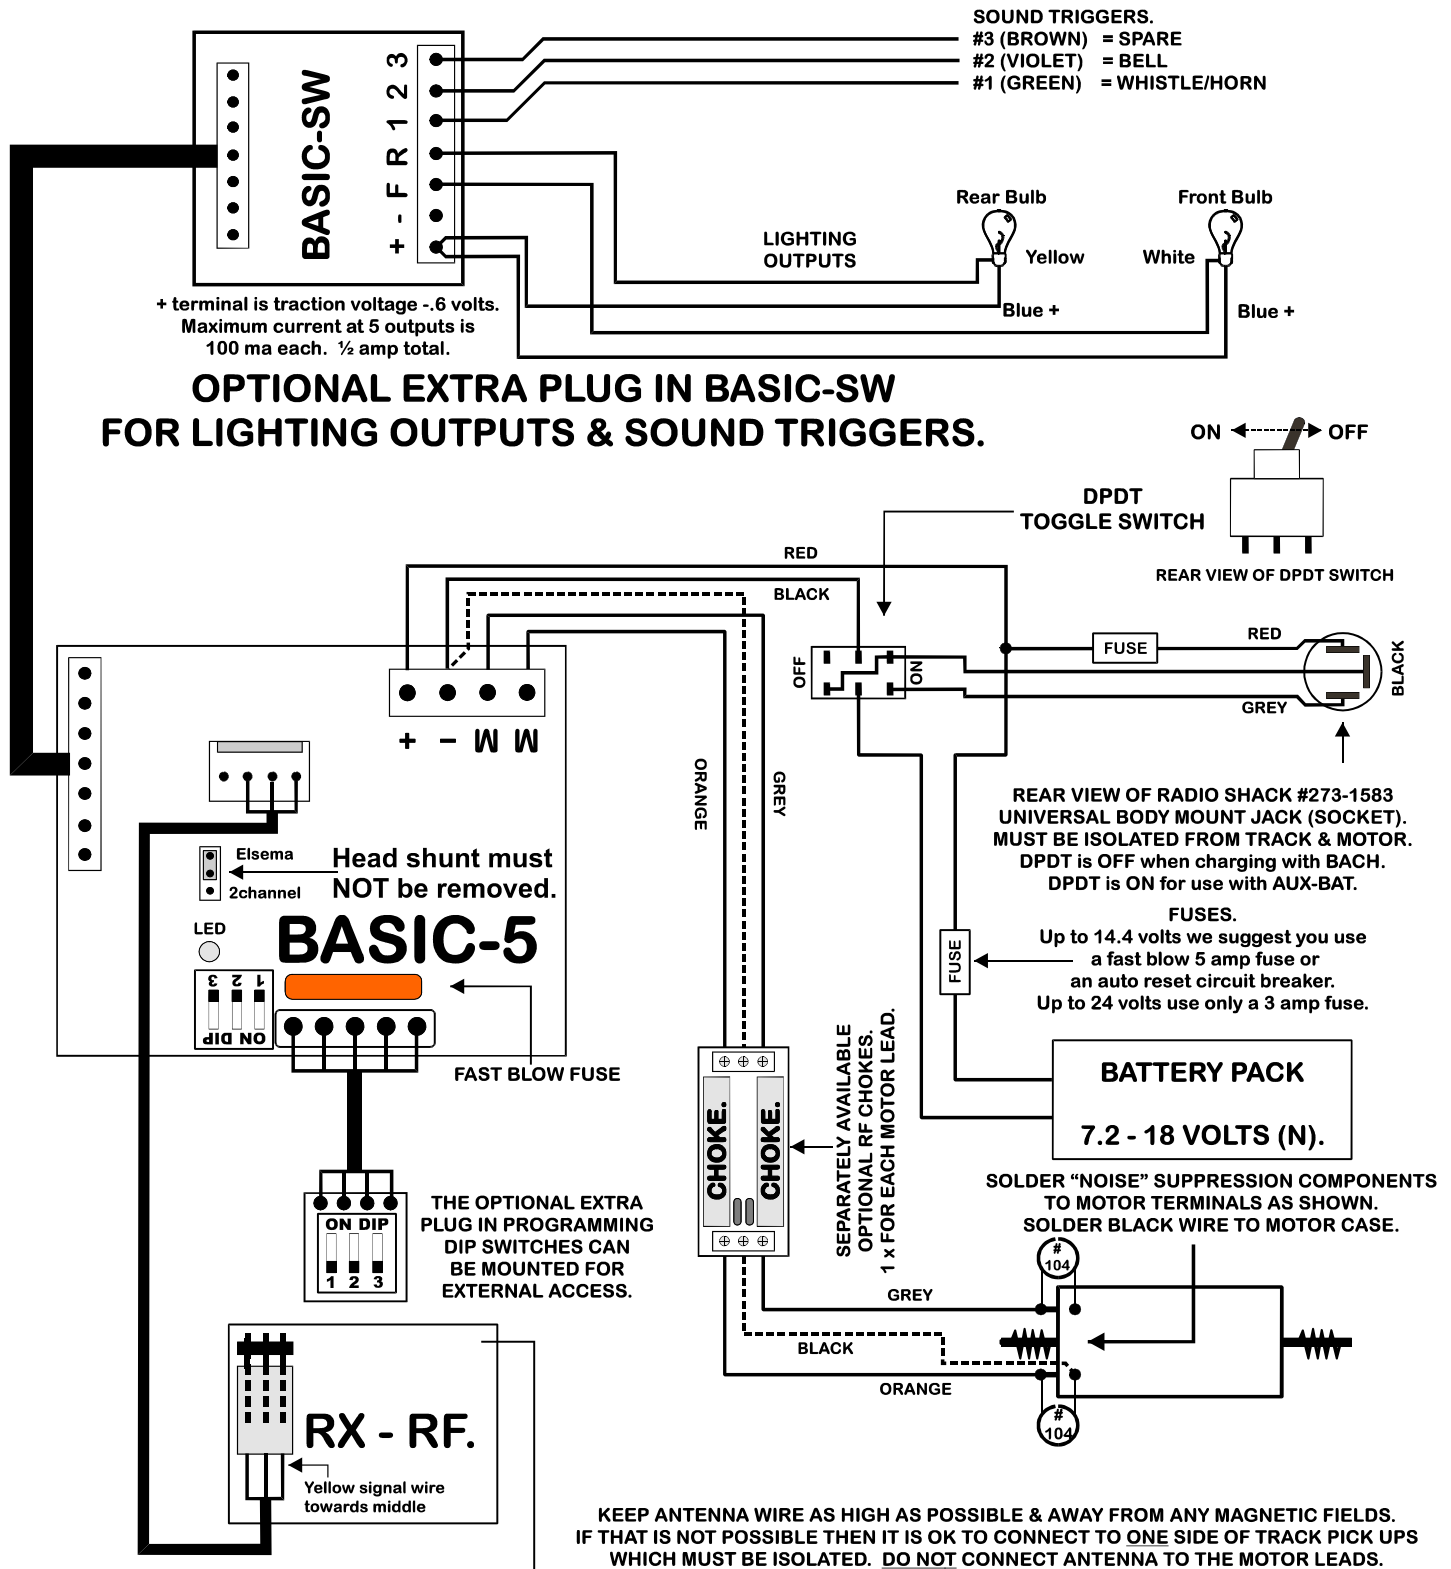 SOUND TRIGGERS.
#3 (BROWN) = SPARE
#2 (VIOLET) = BELL
#1 (GREEN) = WHISTLE/HORN
BASIC-SW
3
2
1
R
F
-
+
Rear Bulb
Front Bulb
LIGHTING
OUTPUTS
Yellow
White
Blue +
Blue +
+ terminal is traction voltage -.6 volts.
Maximum current at 5 outputs is
100 ma each. ½ amp total.
OPTIONAL EXTRA PLUG IN BASIC-SW
FOR LIGHTING OUTPUTS & SOUND TRIGGERS.
ON
OFF
DPDT
TOGGLE SWITCH
REAR VIEW OF DPDT SWITCH
RED
BLACK
OFF
ON
FUSE
RED
BLACK
GREY
+ - M M
ORANGE
GREY
REAR VIEW OF RADIO SHACK #273-1583
UNIVERSAL BODY MOUNT JACK (SOCKET).
MUST BE ISOLATED FROM TRACK & MOTOR.
DPDT is OFF when charging with BACH.
DPDT is ON for use with AUX-BAT.
Elsema
2channel
Head shunt must
NOT be removed.
LED
BASIC-5
1 2 3
ON DIP
FAST BLOW FUSE
FUSES.
Up to 14.4 volts we suggest you use
a fast blow 5 amp fuse or
an auto reset circuit breaker.
Up to 24 volts use only a 3 amp fuse.
FUSE
BATTERY PACK
7.2 - 18 VOLTS (N).
CHOKE.
CHOKE.
SEPARATELY AVAILABLE
OPTIONAL RF CHOKES.
1 x FOR EACH MOTOR LEAD.
THE OPTIONAL EXTRA
PLUG IN PROGRAMMING
DIP SWITCHES CAN
BE MOUNTED FOR
EXTERNAL ACCESS.
ON DIP
1 2 3
SOLDER “NOISE” SUPPRESSION COMPONENTS
TO MOTOR TERMINALS AS SHOWN.
SOLDER BLACK WIRE TO MOTOR CASE.
#
104
GREY
BLACK
ORANGE
#
104
RX - RF.
Yellow signal wire
towards middle
KEEP ANTENNA WIRE AS HIGH AS POSSIBLE & AWAY FROM ANY MAGNETIC FIELDS.
IF THAT IS NOT POSSIBLE THEN IT IS OK TO CONNECT TO ONE SIDE OF TRACK PICK UPS
WHICH MUST BE ISOLATED. DO NOT CONNECT ANTENNA TO THE MOTOR LEADS.